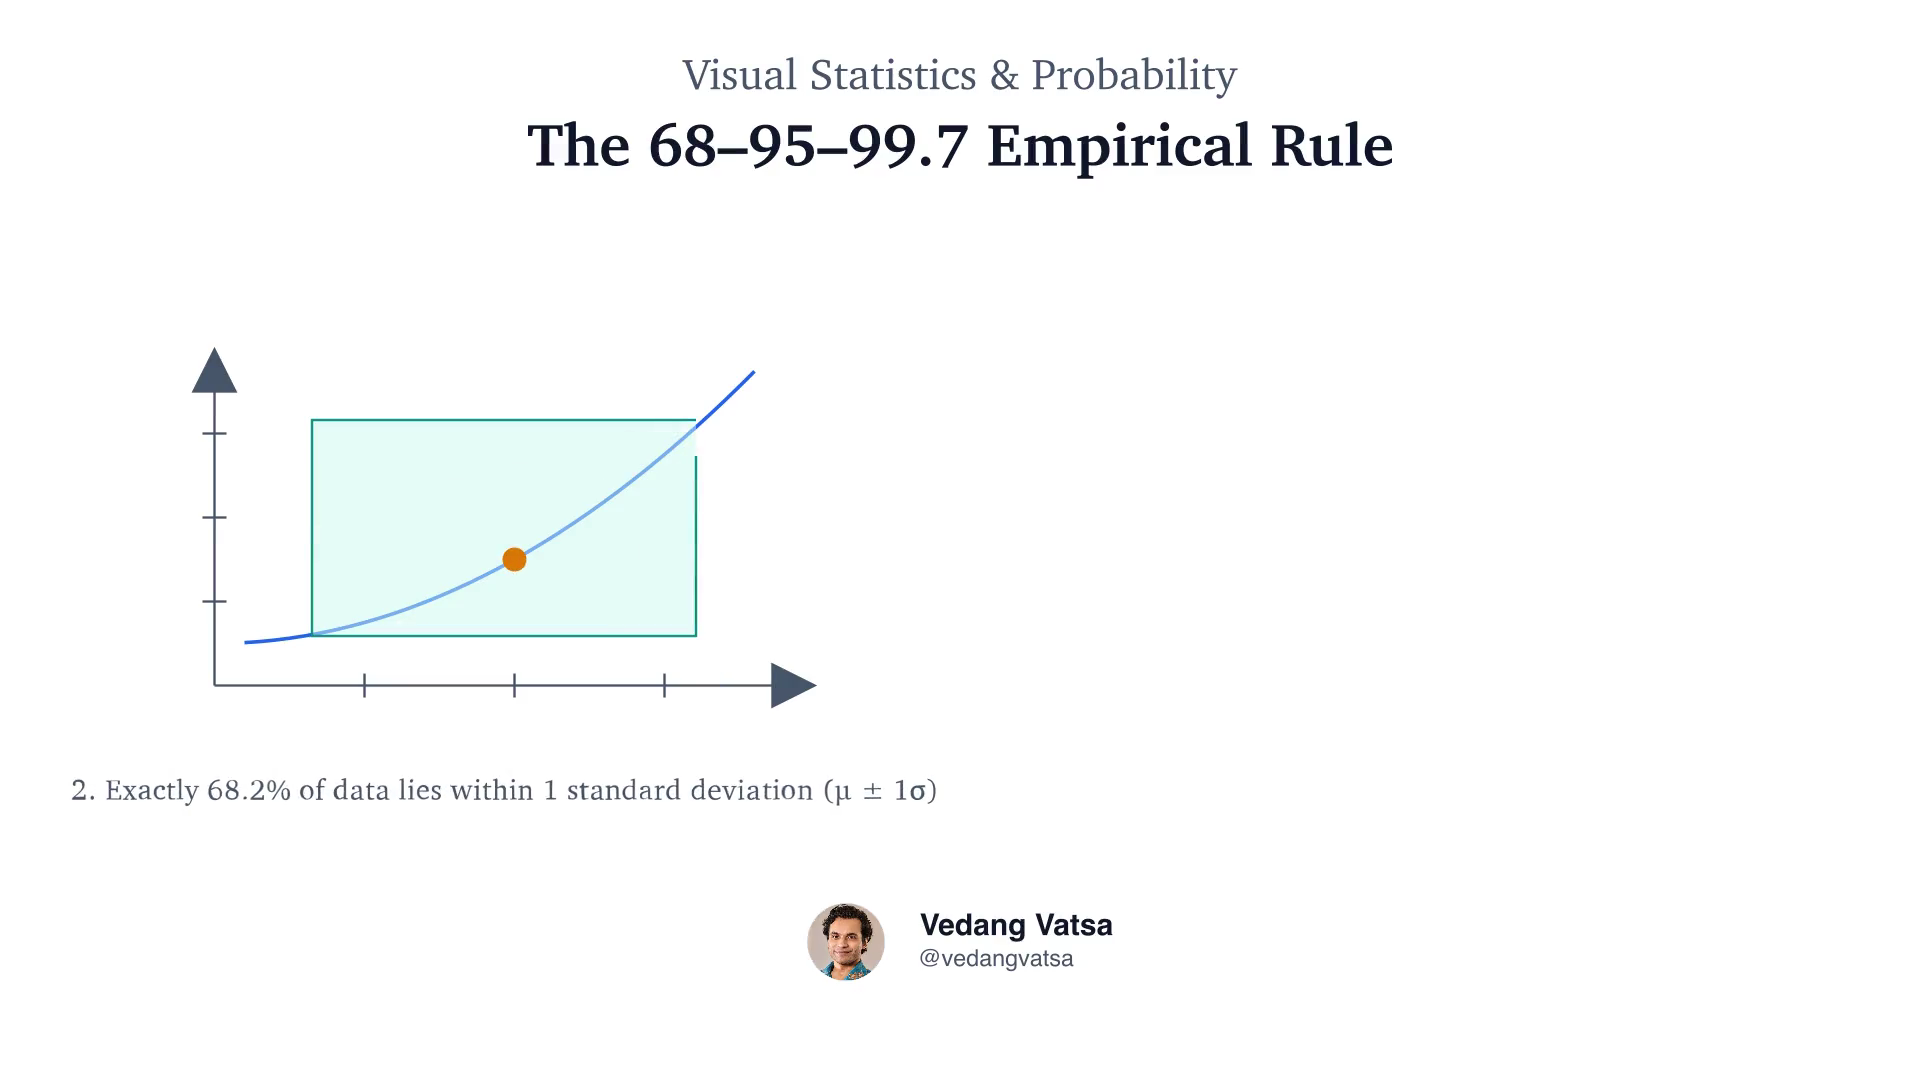 Visual Statistics & Probability
The 68–95–99.7 Empirical Rule
2. Exactly 68.2% of data lies within 1 standard deviation (μ ± 1σ)
Vedang Vatsa
@vedangvatsa